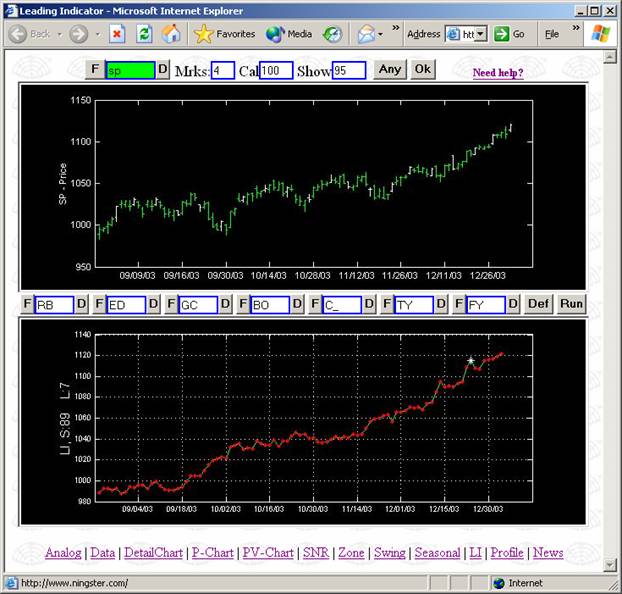 Leading Indicator - Microsoft Internet Explorer
Back Favorites Media » Address htt Go File »
F sp D Mrks: 4 Cal 100 Show 95 Any Ok Need help?
SP - Price
1150
1100
1050
1000
950
09/09/03 09/16/03 09/30/03 10/14/03 10/28/03 11/12/03 11/26/03 12/11/03 12/26/03
F RB D F ED D F GC D F BO D F C_ D F TY D F FY D Def Run
LI, S:89 L:7
1140
1120
1100
1080
1060
1040
1020
1000
980
09/04/03 09/18/03 10/02/03 10/16/03 10/30/03 11/14/03 12/01/03 12/15/03 12/30/03
Analog | Data | DetailChart | P-Chart | PV-Chart | SNR | Zone | Swing | Seasonal | LI | Profile | News
http://www.ningster.com/ Internet